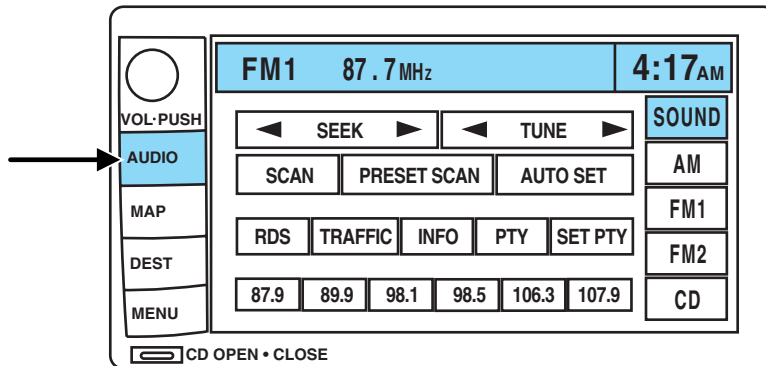 FM1 87.7MHz 4:17AM
VOL·PUSH
AUDIO
MAP
DEST
MENU
SEEK TUNE
SCAN PRESET SCAN AUTO SET
RDS TRAFFIC INFO PTY SET PTY
87.9 89.9 98.1 98.5 106.3 107.9
SOUND
AM
FM1
FM2
CD
CD OPEN • CLOSE